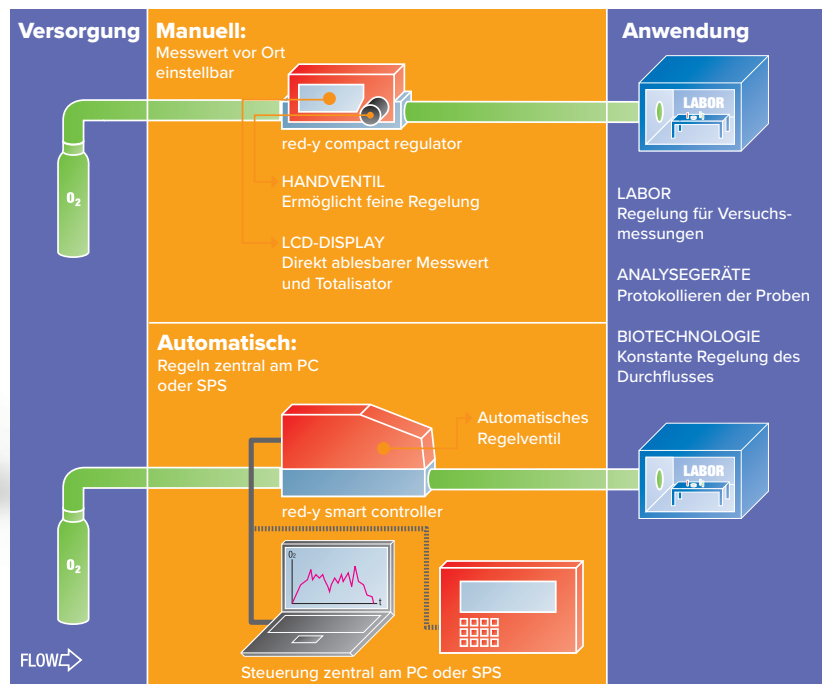 Versorgung
Manuell:
Messwert vor Ort
einstellbar
Anwendung
O₂
red-y compact regulator
HANDVENTIL
Ermöglicht feine Regelung
LCD-DISPLAY
Direkt ablesbarer Messwert
und Totalisator
LABOR
LABOR
Regelung für Versuchs-
messungen
ANALYSEGERÄTE
Protokollieren der Proben
BIOTECHNOLOGIE
Konstante Regelung des
Durchflusses
Automatisch:
Regeln zentral am PC
oder SPS
Automatisches
Regelventil
red-y smart controller
LABOR
O₂
O₂
t
Steuerung zentral am PC oder SPS
FLOW